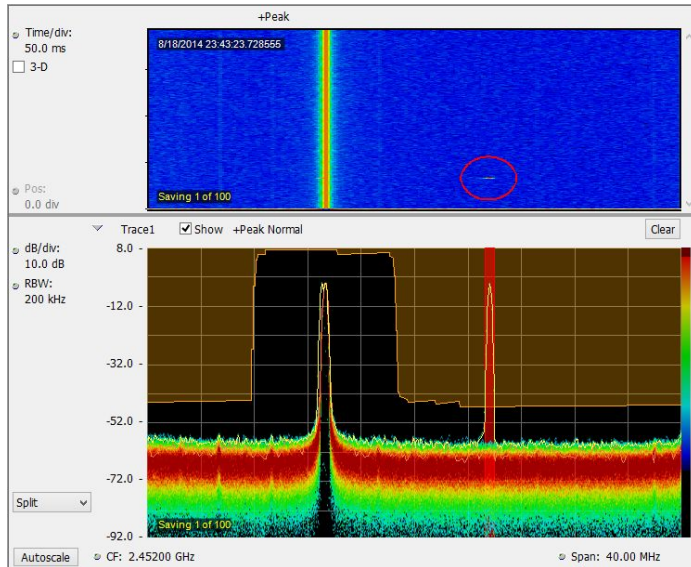 +Peak
Time/div:
50.0 ms
8/18/2014 23:43:23.728555
3-D
Pos:
0.0 div
Saving 1 of 100
Trace1 Show +Peak Normal Clear
dB/div:
10.0 dB
RBW:
200 kHz
8.0
-12.0
-32.0
-52.0
-72.0
-92.0
Split
Saving 1 of 100
Autoscale CF: 2.45200 GHz Span: 40.00 MHz